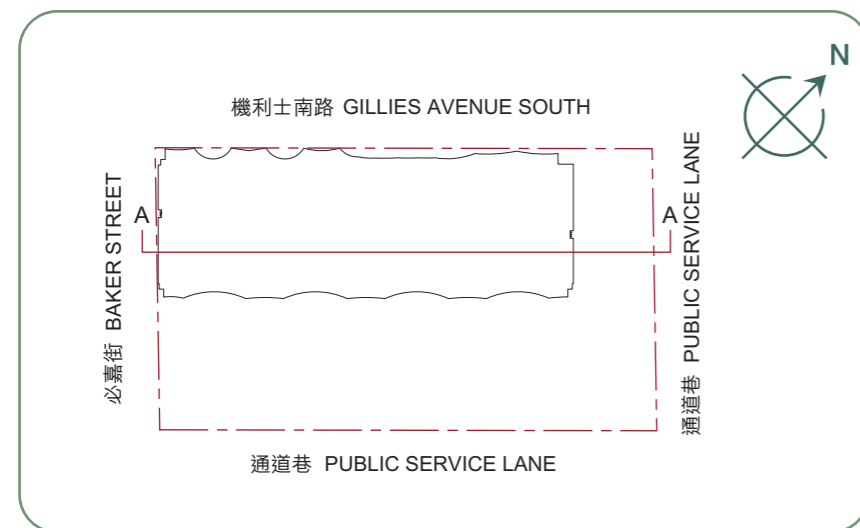 N
機利士南路 GILLIES AVENUE SOUTH
必嘉街 BAKER STREET
A
A
通道巷 PUBLIC SERVICE LANE
通道巷 PUBLIC SERVICE LANE